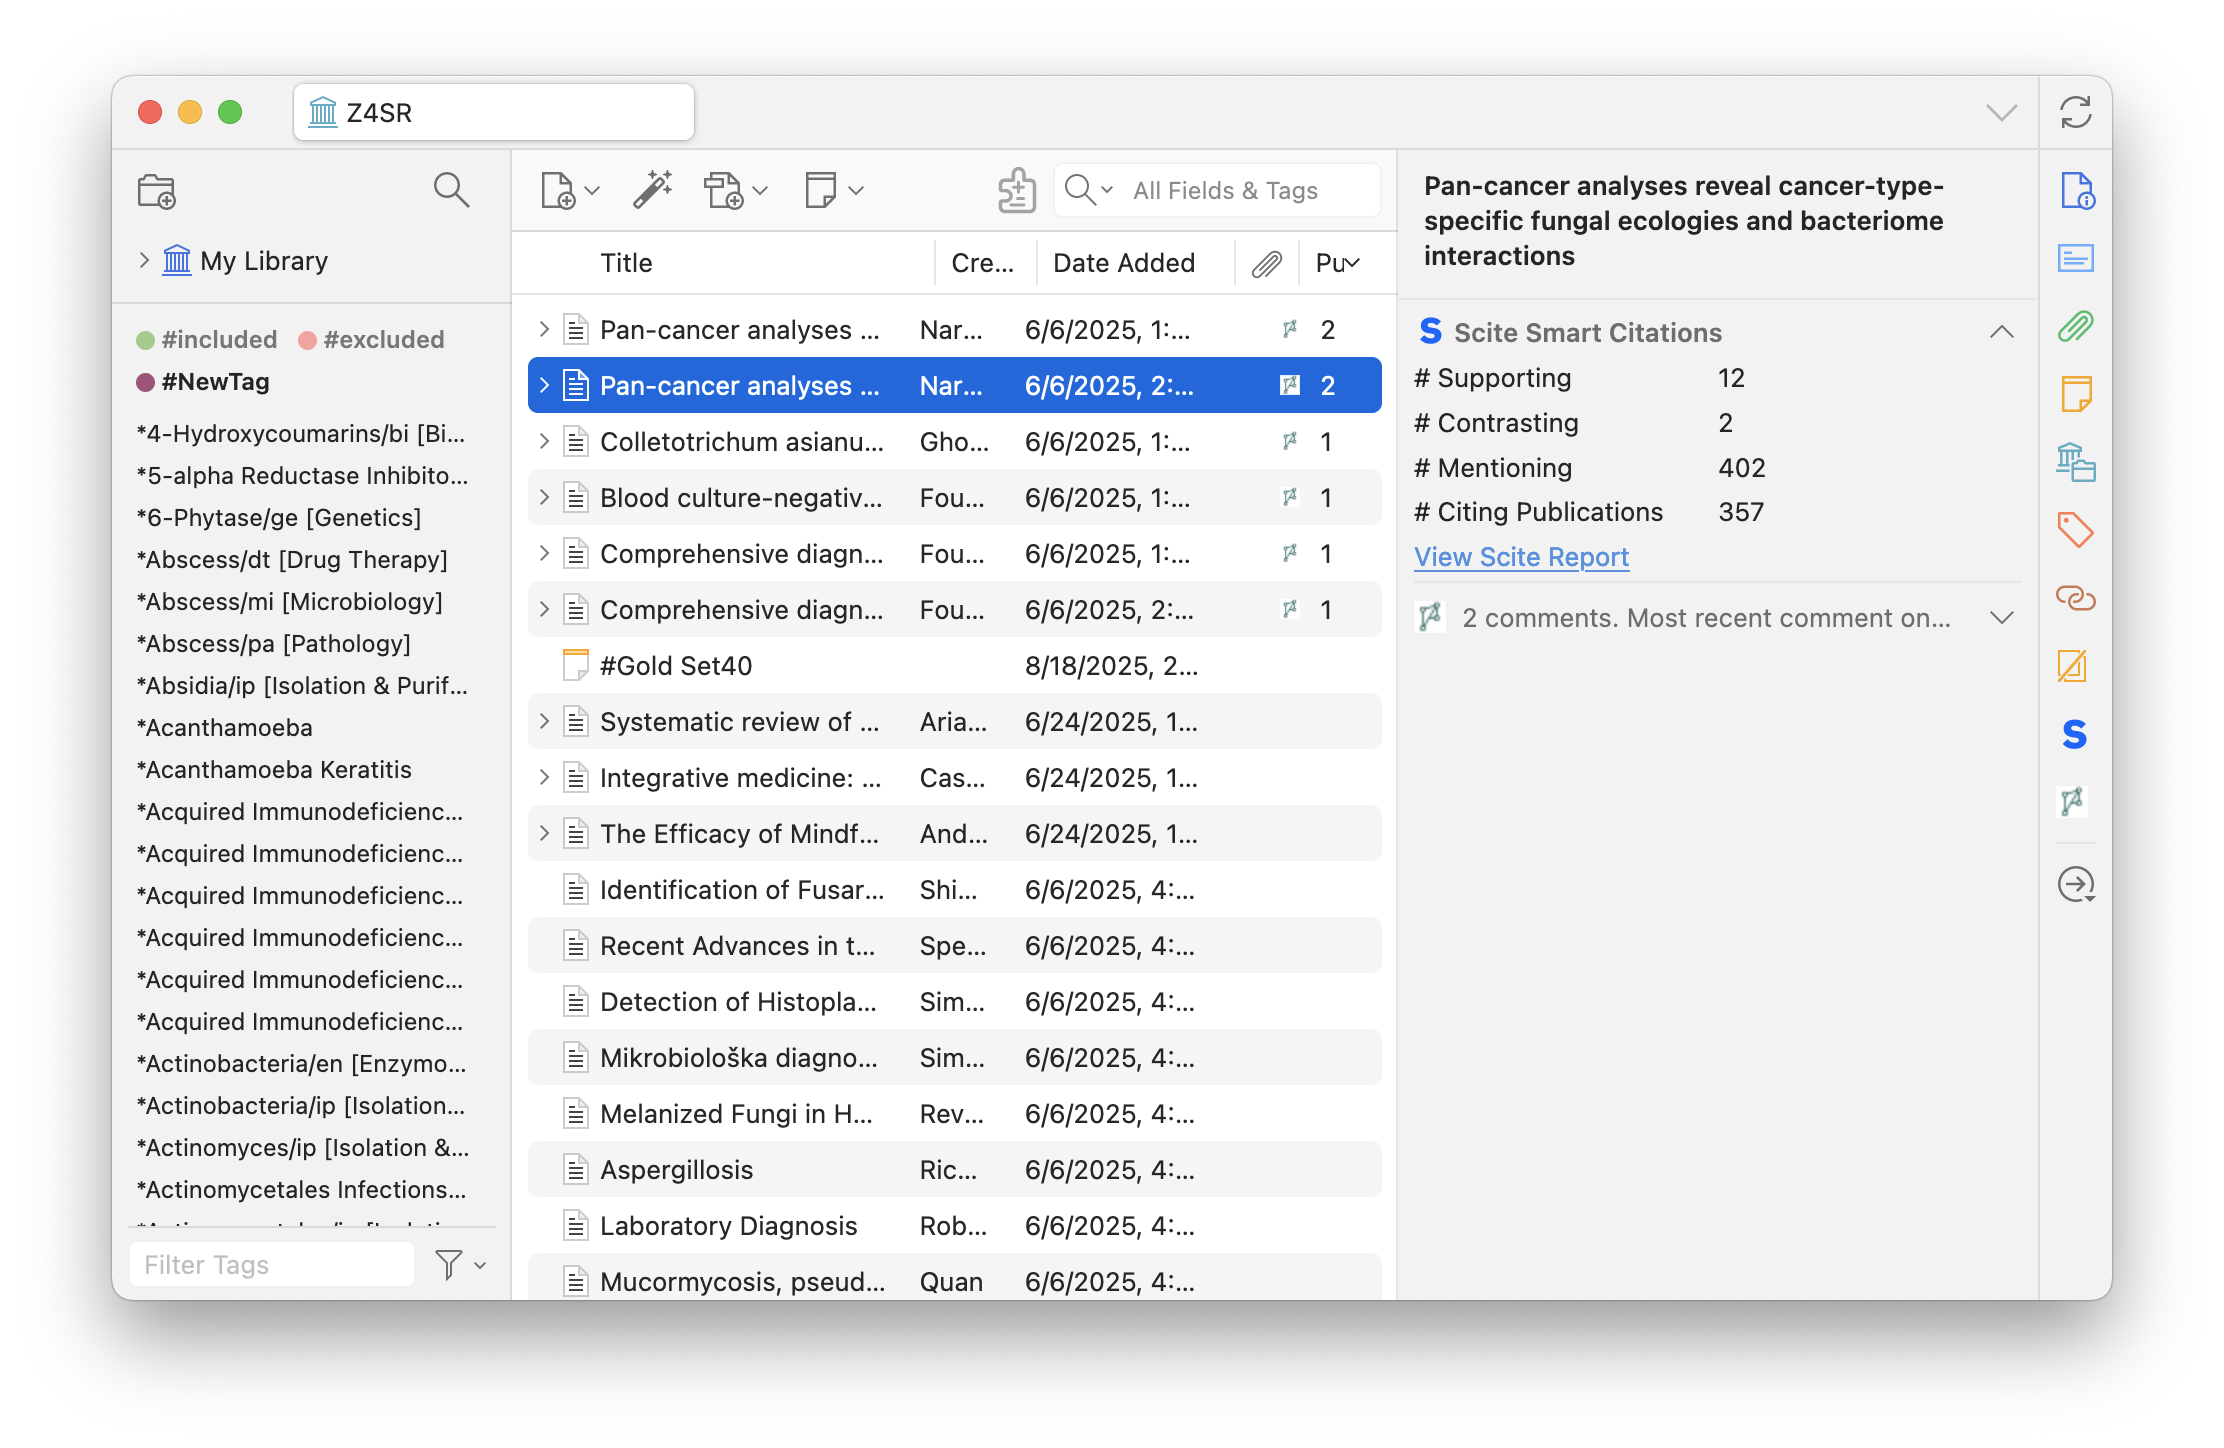 Z4SR
My Library
#included #excluded
#NewTag
*4-Hydroxycoumarins/bi [Bi...
*5-alpha Reductase Inhibito...
*6-Phytase/ge [Genetics]
*Abscess/dt [Drug Therapy]
*Abscess/mi [Microbiology]
*Abscess/pa [Pathology]
*Absidia/ip [Isolation & Purif...
*Acanthamoeba
*Acanthamoeba Keratitis
*Acquired Immunodeficienc...
*Acquired Immunodeficienc...
*Acquired Immunodeficienc...
*Acquired Immunodeficienc...
*Acquired Immunodeficienc...
*Acquired Immunodeficienc...
*Actinobacteria/en [Enzymo...
*Actinobacteria/ip [Isolation...
*Actinomyces/ip [Isolation &...
*Actinomycetales Infections...
Filter Tags
All Fields & Tags
Title Cre... Date Added Pu
Pan-cancer analyses ... Nar... 6/6/2025, 1:... 2
Pan-cancer analyses ... Nar... 6/6/2025, 2:... 2
Colletotrichum asianu... Gho... 6/6/2025, 1:... 1
Blood culture-negativ... Fou... 6/6/2025, 1:... 1
Comprehensive diagn... Fou... 6/6/2025, 1:... 1
Comprehensive diagn... Fou... 6/6/2025, 2:... 1
#Gold Set40 8/18/2025, 2...
Systematic review of ... Aria... 6/24/2025, 1...
Integrative medicine: ... Cas... 6/24/2025, 1...
The Efficacy of Mindf... And... 6/24/2025, 1...
Identification of Fusar... Shi... 6/6/2025, 4:...
Recent Advances in t... Spe... 6/6/2025, 4:...
Detection of Histopla... Sim... 6/6/2025, 4:...
Mikrobiološka diagno... Sim... 6/6/2025, 4:...
Melanized Fungi in H... Rev... 6/6/2025, 4:...
Aspergillosis Ric... 6/6/2025, 4:...
Laboratory Diagnosis Rob... 6/6/2025, 4:...
Mucormycosis, pseud... Quan 6/6/2025, 4:...
Pan-cancer analyses reveal cancer-type-
specific fungal ecologies and bacteriome
interactions
Scite Smart Citations
# Supporting 12
# Contrasting 2
# Mentioning 402
# Citing Publications 357
View Scite Report
2 comments. Most recent comment on...